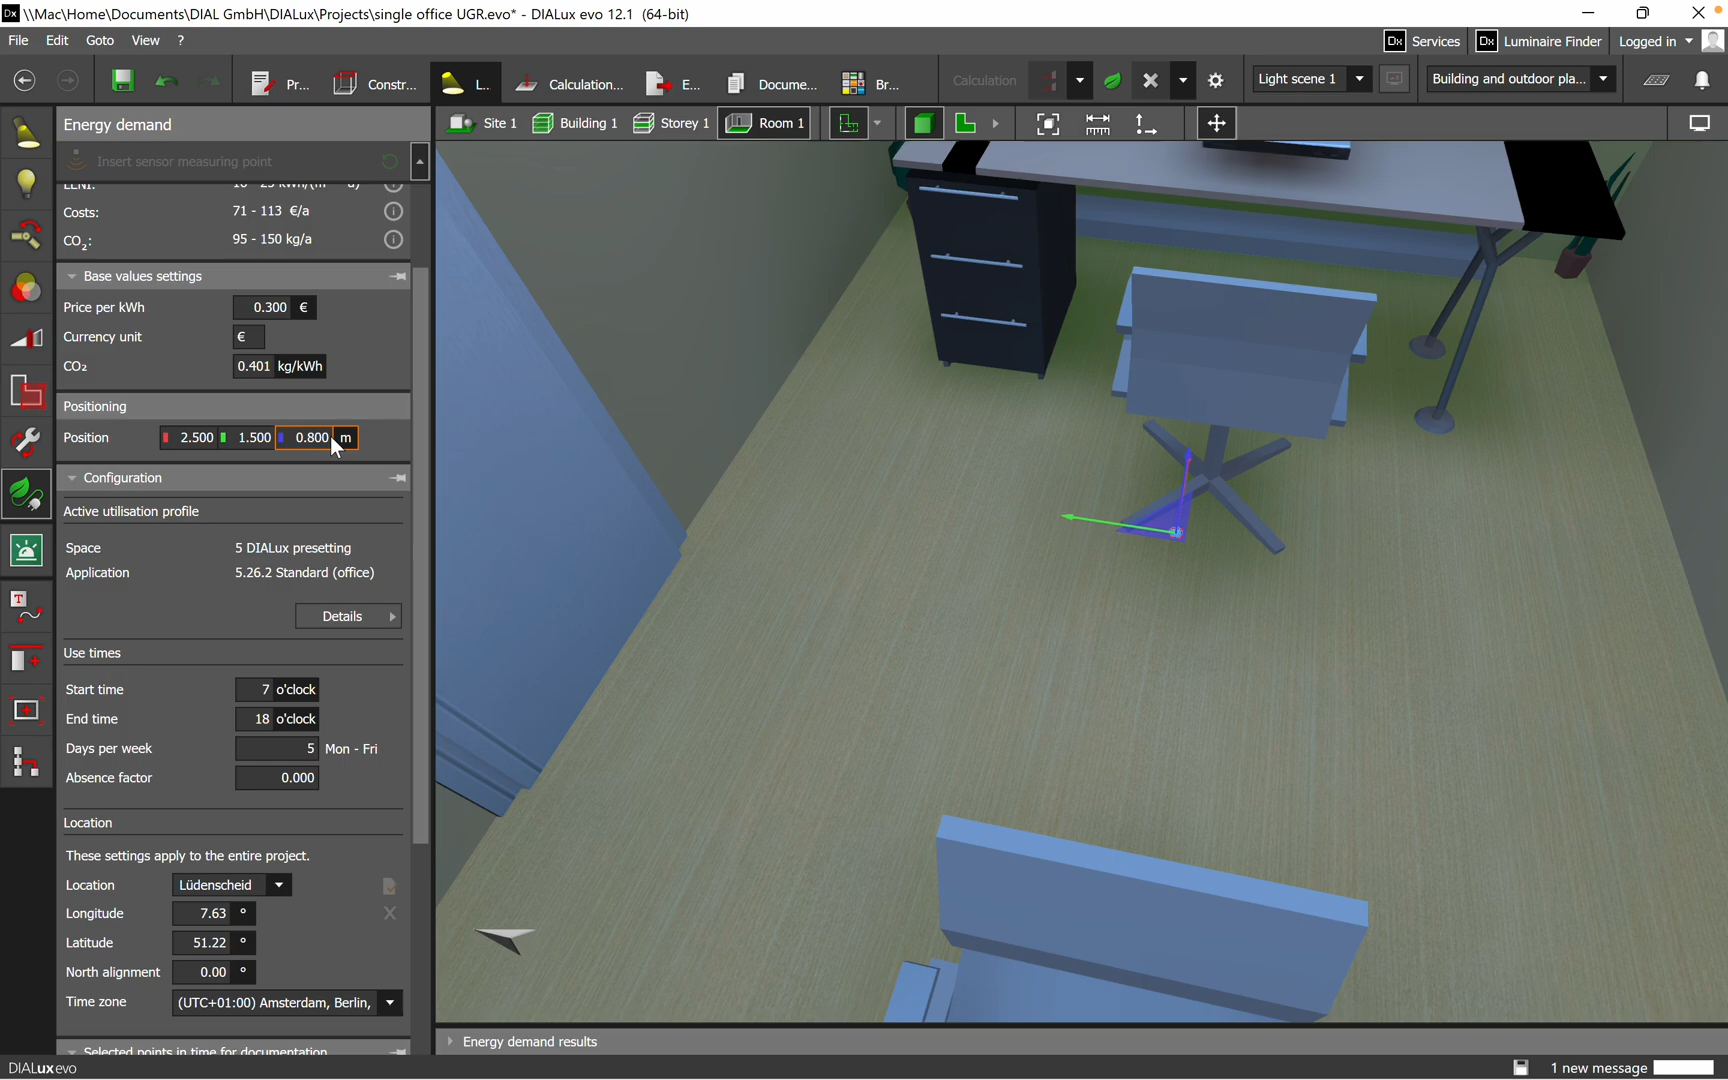 Dx \\Mac\Home\Documents\DIAL GmbH\DIALux\Projects\single office UGR.evo* - DIALux evo 12.1 (64-bit)
File Edit Goto View ? Dx Services Dx Luminaire Finder Logged in
Pr... Constr... L... Calculation... E... Docume... Br... Calculation Light scene 1 Building and outdoor pla...
Energy demand Site 1 Building 1 Storey 1 Room 1
Insert sensor measuring point
Costs: 71 - 113 €/a
CO2: 95 - 150 kg/a
Base values settings
Price per kWh 0.300 €
Currency unit €
CO2 0.401 kg/kWh
Positioning
Position 2.500 1.500 0.800 m
Configuration
Active utilisation profile
Space 5 DIALux presetting
Application 5.26.2 Standard (office)
Details
Use times
Start time 7 o'clock
End time 18 o'clock
Days per week 5 Mon - Fri
Absence factor 0.000
Location
These settings apply to the entire project.
Location Lüdenscheid
Longitude 7.63 °
Latitude 51.22 °
North alignment 0.00 °
Time zone (UTC+01:00) Amsterdam, Berlin,
Selected points in time for documentation
Energy demand results
DIALux evo 1 new message